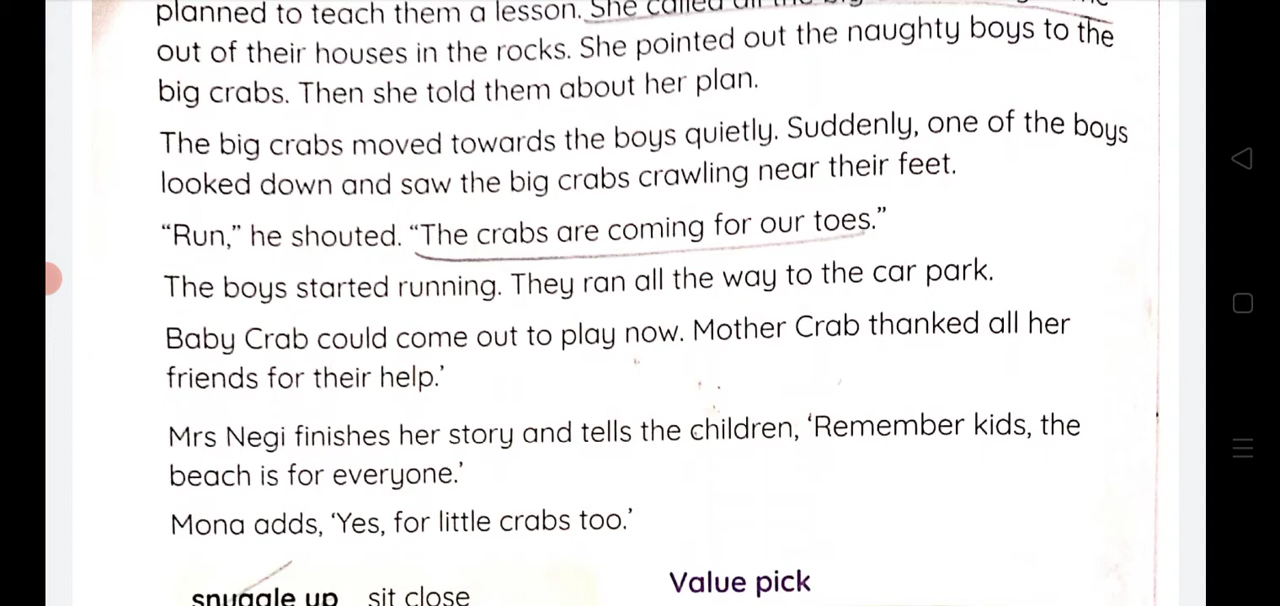 planned to teach them a lesson. She called all the big
out of their houses in the rocks. She pointed out the naughty boys to the
big crabs. Then she told them about her plan.
The big crabs moved towards the boys quietly. Suddenly, one of the boys
looked down and saw the big crabs crawling near their feet.
“Run,” he shouted. “The crabs are coming for our toes.”
The boys started running. They ran all the way to the car park.
Baby Crab could come out to play now. Mother Crab thanked all her
friends for their help.’
Mrs Negi finishes her story and tells the children, ‘Remember kids, the
beach is for everyone.’
Mona adds, ‘Yes, for little crabs too.’
snuggle up sit close
Value pick